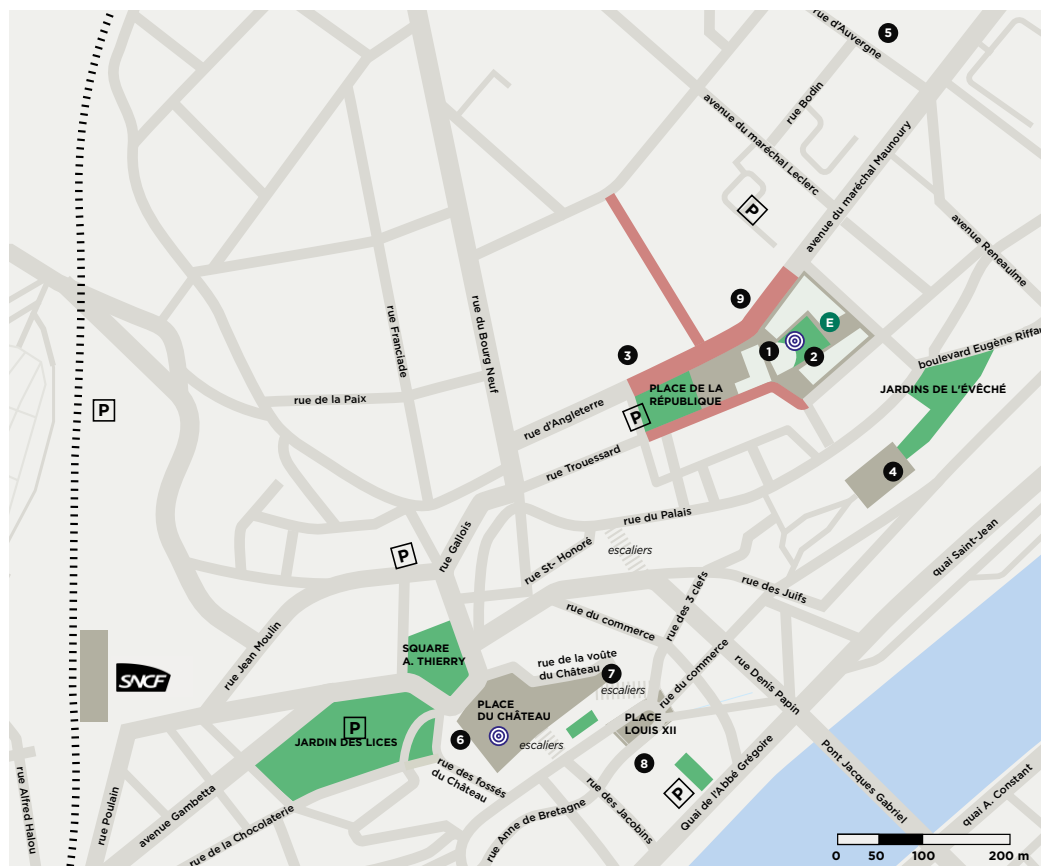 rue d'Auvergne
5
rue Bodin
avenue du maréchal Leclerc
avenue du maréchal Maunoury
P
avenue Reneaulme
9
E
3
1
2
boulevard Eugène Riffau
rue Franciade
rue du Bourg Neuf
PLACE DE LA
RÉPUBLIQUE
JARDINS DE L'ÉVÊCHÉ
rue de la Paix
P
rue d'Angleterre
P
rue Trouessard
4
rue du Palais
rue Gallois
P
rue St- Honoré
escaliers
quai Saint-Jean
rue des 3 clefs
rue des Juifs
rue du commerce
rue Jean Moulin
SQUARE
A. THIERRY
SNCF
rue de la voûte
du Château
7
escaliers
rue du commerce
rue Denis Papin
PLACE
DU CHÂTEAU
PLACE
LOUIS XII
P
JARDIN DES LICES
6
escaliers
8
rue des fossés
du Château
P
Pont Jacques Gabriel
rue Alfred Halou
rue Poulain
avenue Gambetta
rue de la Chocolaterie
rue Anne de Bretagne
rue des Jacobins
Quai de l'Abbé Grégoire
quai A. Constant
0 50 100 200 m